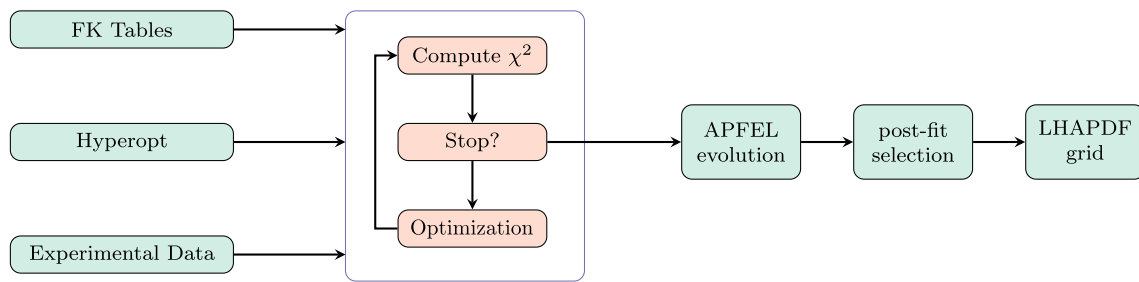 FK Tables
Hyperopt
Experimental Data
Compute χ²
Stop?
Optimization
APFEL
evolution
post-fit
selection
LHAPDF
grid